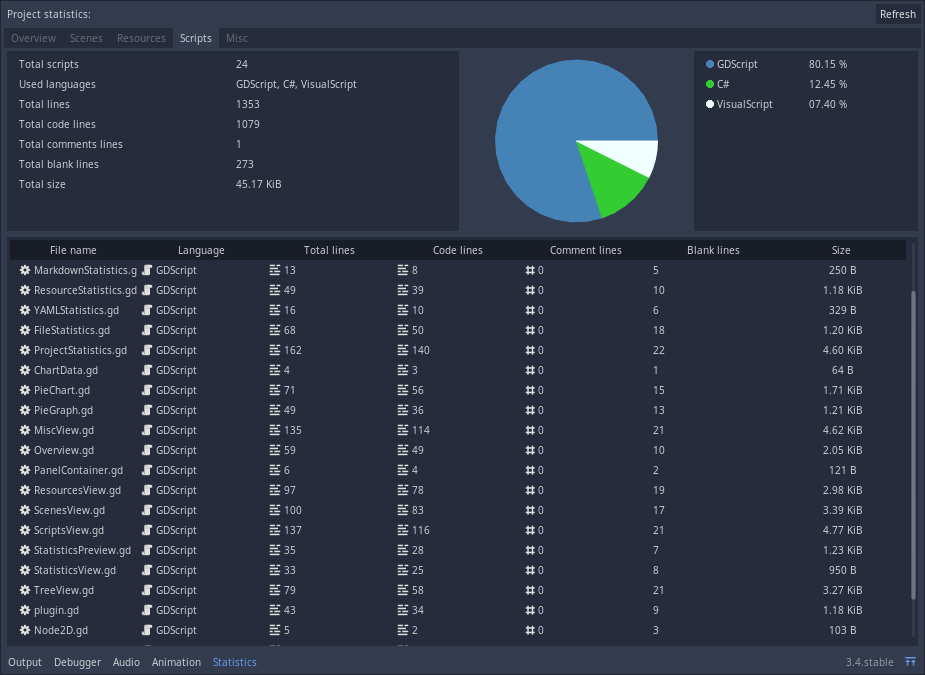 Project statistics:
Refresh
Overview Scenes Resources Scripts Misc
Total scripts 24
Used languages GDScript, C#, VisualScript
Total lines 1353
Total code lines 1079
Total comments lines 1
Total blank lines 273
Total size 45.17 KiB
GDScript 80.15 %
C# 12.45 %
VisualScript 07.40 %
File name Language Total lines Code lines Comment lines Blank lines Size
MarkdownStatistics.g GDScript 13 8 0 5 250 B
ResourceStatistics.gd GDScript 49 39 0 10 1.18 KiB
YAMLStatistics.gd GDScript 16 10 0 6 329 B
FileStatistics.gd GDScript 68 50 0 18 1.20 KiB
ProjectStatistics.gd GDScript 162 140 0 22 4.60 KiB
ChartData.gd GDScript 4 3 0 1 64 B
PieChart.gd GDScript 71 56 0 15 1.71 KiB
PieGraph.gd GDScript 49 36 0 13 1.21 KiB
MiscView.gd GDScript 135 114 0 21 4.62 KiB
Overview.gd GDScript 59 49 0 10 2.05 KiB
PanelContainer.gd GDScript 6 4 0 2 121 B
ResourcesView.gd GDScript 97 78 0 19 2.98 KiB
ScenesView.gd GDScript 100 83 0 17 3.39 KiB
ScriptsView.gd GDScript 137 116 0 21 4.77 KiB
StatisticsPreview.gd GDScript 35 28 0 7 1.23 KiB
StatisticsView.gd GDScript 33 25 0 8 950 B
TreeView.gd GDScript 79 58 0 21 3.27 KiB
plugin.gd GDScript 43 34 0 9 1.18 KiB
Node2D.gd GDScript 5 2 0 3 103 B
Output Debugger Audio Animation Statistics 3.4.stable